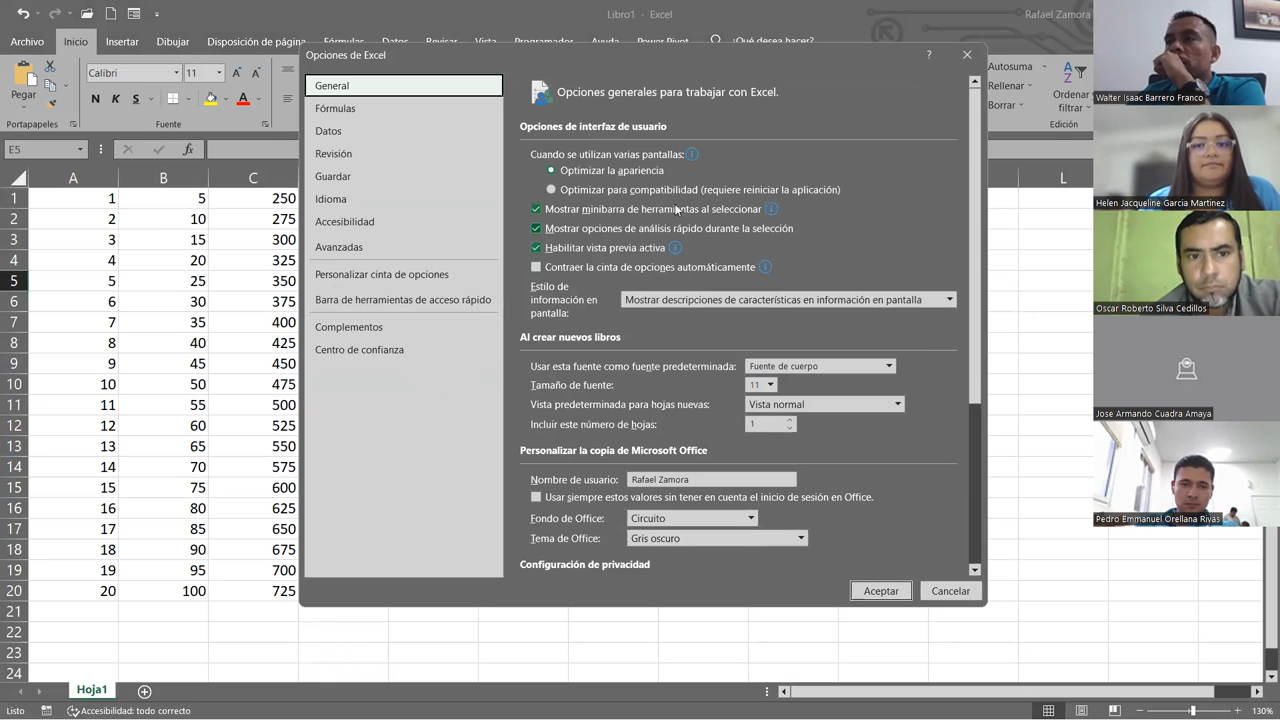 Libro1 - Excel
Rafael Zamora
Archivo Inicio Insertar Dibujar Disposición de página Fórmulas Datos Revisar Vista Programador Ayuda Power Pivot ¿Qué desea hacer?
Pegar
Calibri 11
N K S
Portapapeles Fuente
Autosuma
Rellenar
Borrar
Ordenar
filtrar
Edición
E5 fx
A B C L
1 1 5 250
2 2 10 275
3 3 15 300
4 4 20 325
5 5 25 350
6 6 30 375
7 7 35 400
8 8 40 425
9 9 45 450
10 10 50 475
11 11 55 500
12 12 60 525
13 13 65 550
14 14 70 575
15 15 75 600
16 16 80 625
17 17 85 650
18 18 90 675
19 19 95 700
20 20 100 725
21
22
23
24
Opciones de Excel ?
General
Fórmulas
Datos
Revisión
Guardar
Idioma
Accesibilidad
Avanzadas
Personalizar cinta de opciones
Barra de herramientas de acceso rápido
Complementos
Centro de confianza
Opciones generales para trabajar con Excel.
Opciones de interfaz de usuario
Cuando se utilizan varias pantallas:
Optimizar la apariencia
Optimizar para compatibilidad (requiere reiniciar la aplicación)
Mostrar minibarra de herramientas al seleccionar
Mostrar opciones de análisis rápido durante la selección
Habilitar vista previa activa
Contraer la cinta de opciones automáticamente
Estilo de
información en
pantalla:
Mostrar descripciones de características en información en pantalla
Al crear nuevos libros
Usar esta fuente como fuente predeterminada: Fuente de cuerpo
Tamaño de fuente: 11
Vista predeterminada para hojas nuevas: Vista normal
Incluir este número de hojas: 1
Personalizar la copia de Microsoft Office
Nombre de usuario: Rafael Zamora
Usar siempre estos valores sin tener en cuenta el inicio de sesión en Office.
Fondo de Office: Circuito
Tema de Office: Gris oscuro
Configuración de privacidad
Aceptar Cancelar
Walter Isaac Barrero Franco
Helen Jacqueline Garcia Martinez
Oscar Roberto Silva Cedillos
Jose Armando Cuadra Amaya
Pedro Emmanuel Orellana Rivas
Hoja1
Listo Accesibilidad: todo correcto 130%